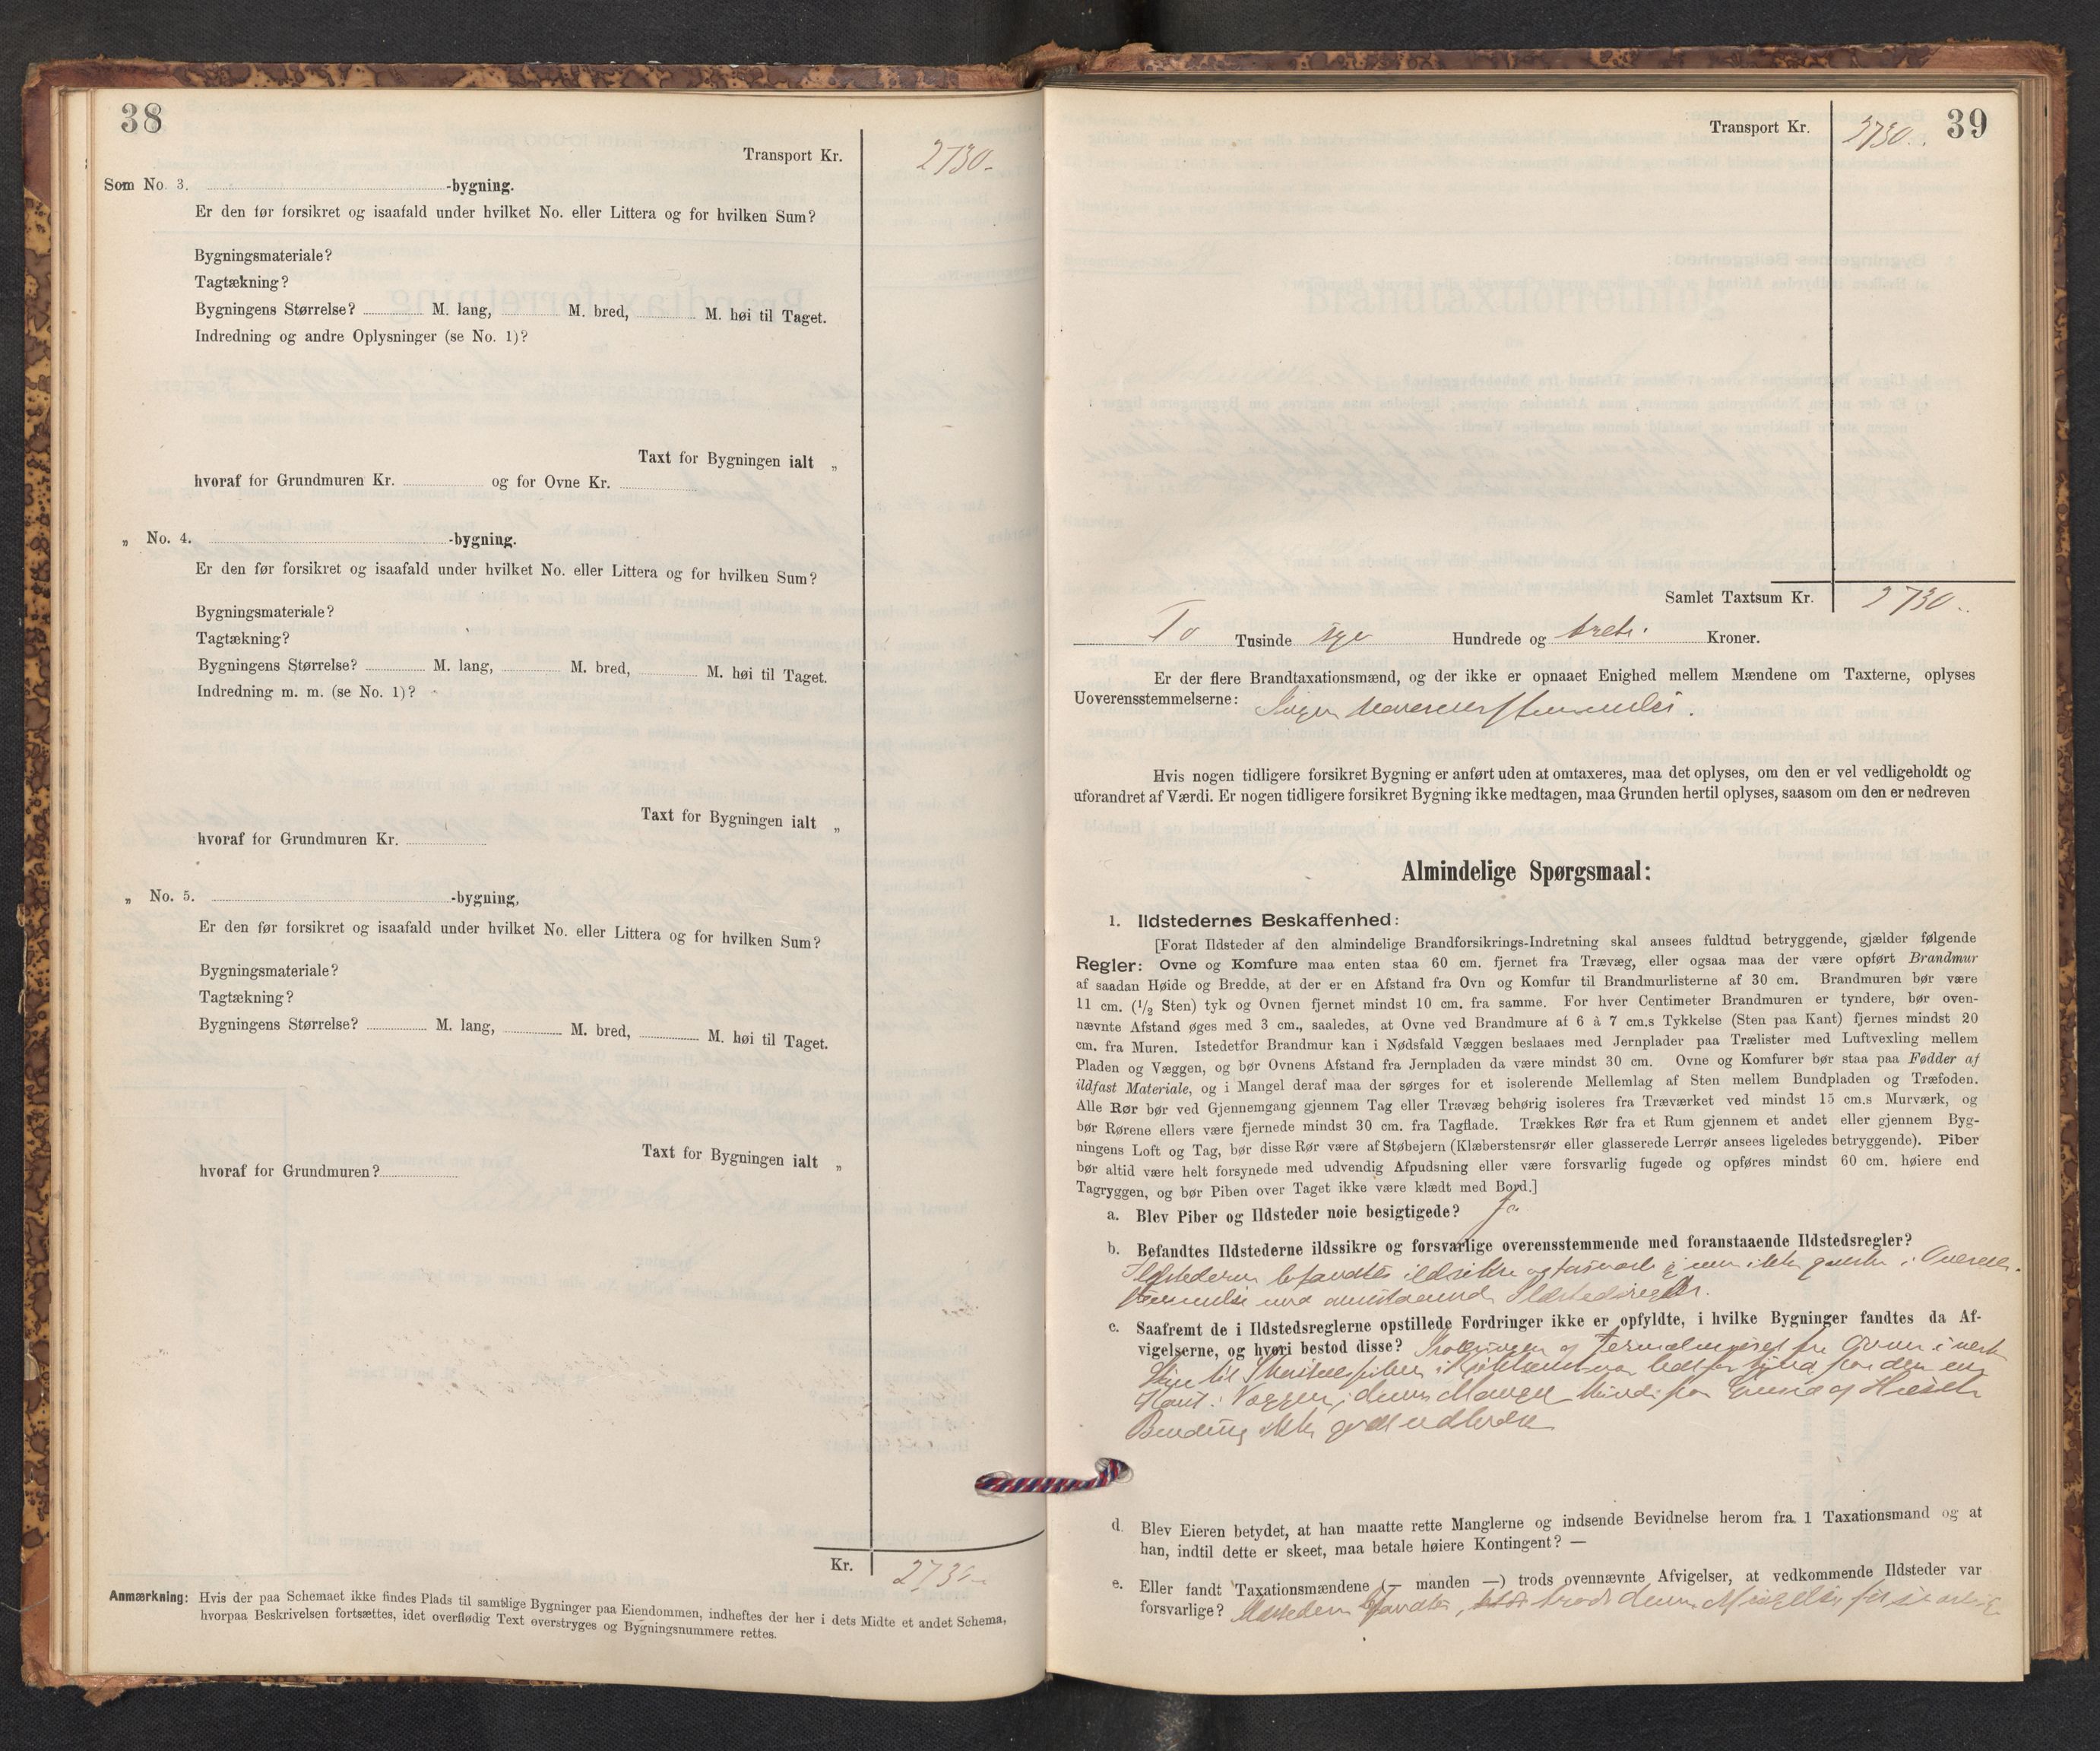 38
Transport Kr. 2730.-
Som No. 3. -bygning.
Er den før forsikret og isaafald under hvilket No. eller Littera og for hvilken Sum?
Bygningsmateriale?
Tagtækning?
Bygningens Størrelse? M. lang, M. bred, M. høi til Taget.
Indredning og andre Oplysninger (se No. 1)?
Taxt for Bygningen ialt „
hvoraf for Grundmuren Kr. og for Ovne Kr.
„ No. 4. -bygning.
Er den før forsikret og isaafald under hvilket No. eller Littera og for hvilken Sum?
Bygningsmateriale?
Tagtækning?
Bygningens Størrelse? M. lang, M. bred, M. høi til Taget.
Indredning m. m. (se No. 1)?
Taxt for Bygningen ialt „
hvoraf for Grundmuren Kr.
„ No. 5. -bygning,
Er den før forsikret og isaafald under hvilket No. eller Littera og for hvilken Sum?
Bygningsmateriale?
Tagtækning?
Bygningens Størrelse? M. lang, M. bred, M. høi til Taget.
Taxt for Bygningen ialt „
hvoraf for Grundmuren?
Kr. 2730.-
Anmærkning: Hvis der paa Schemaet ikke findes Plads til samtlige Bygninger paa Eiendommen, indheftes der her i dets Midte et andet Schema,
hvorpaa Beskrivelsen fortsættes, idet overflødig Text overstryges og Bygningsnummere rettes.
39
Transport Kr. 2730..
Samlet Taxtsum Kr. 2730..
To Tusinde syv Hundrede og treti. Kroner.
Er der flere Brandtaxationsmænd, og der ikke er opnaaet Enighed mellem Mændene om Taxterne, oplyses
Uoverensstemmelserne: Ingen Uoverensstemmelse.
Hvis nogen tidligere forsikret Bygning er anført uden at omtaxeres, maa det oplyses, om den er vel vedligeholdt og
uforandret af Værdi. Er nogen tidligere forsikret Bygning ikke medtagen, maa Grunden hertil oplyses, saasom om den er nedreven
Almindelige Spørgsmaal:
1. Ildstedernes Beskaffenhed:
[Forat Ildsteder af den almindelige Brandforsikrings-Indretning skal ansees fuldtud betryggende, gjælder følgende
Regler: Ovne og Komfure maa enten staa 60 cm. fjernet fra Trævæg, eller ogsaa maa der være opført Brandmur
af saadan Høide og Bredde, at der er en Afstand fra Ovn og Komfur til Brandmurlisterne af 30 cm. Brandmuren bør være
11 cm. (1/2 Sten) tyk og Ovnen fjernet mindst 10 cm. fra samme. For hver Centimeter Brandmuren er tyndere, bør oven-
nævnte Afstand øges med 3 cm., saaledes, at Ovne ved Brandmure af 6 à 7 cm.s Tykkelse (Sten paa Kant) fjernes mindst 20
cm. fra Muren. Istedetfor Brandmur kan i Nødsfald Væggen beslaaes med Jernplader paa Trælister med Luftvexling mellem
Pladen og Væggen, og bør Ovnens Afstand fra Jernpladen da være mindst 30 cm. Ovne og Komfurer bør staa paa Fødder af
ildfast Materiale, og i Mangel deraf maa der sørges for et isolerende Mellemlag af Sten mellem Bundpladen og Træfoden.
Alle Rør bør ved Gjennemgang gjennem Tag eller Trævæg behørig isoleres fra Træværket ved mindst 15 cm.s Murværk, og
bør Rørene ellers være fjernede mindst 30 cm. fra Tagflade. Trækkes Rør fra et Rum gjennem et andet eller gjennem Byg-
ningens Loft og Tag, bør disse Rør være af Støbejern (Klæberstensrør eller glasserede Lerrør ansees ligeledes betryggende). Piber
bør altid være helt forsynede med udvendig Afpudsning eller være forsvarlig fugede og opføres mindst 60 cm. høiere end
Tagryggen, og bør Piben over Taget ikke være klædt med Bord.]
a. Blev Piber og Ildsteder nøie besigtigede? Ja
b. Befandtes Ildstederne ildssikre og forsvarlige overensstemmende med foranstaaende Ildstedsregler?
Ildstederne befandtes ildsikre og forsvarlig men ikke ganske i Overens-
stemmelse med ovenstaaende Ildstedsregler.
c. Saafremt de i Ildstedsreglerne opstillede Fordringer ikke er opfyldte, i hvilke Bygninger fandtes da Af-
vigelserne, og hvori bestod disse?
d. Blev Eieren betydet, at han maatte rette Manglerne og indsende Bevidnelse herom fra 1 Taxationsmand og at
han, indtil dette er skeet, maa betale høiere Kontingent? —
e. Eller fandt Taxationsmændene (— manden —) trods ovennævnte Afvigelser, at vedkommende Ildsteder var
forsvarlige? Ildstederne befandtes, trods denne forsvarlig